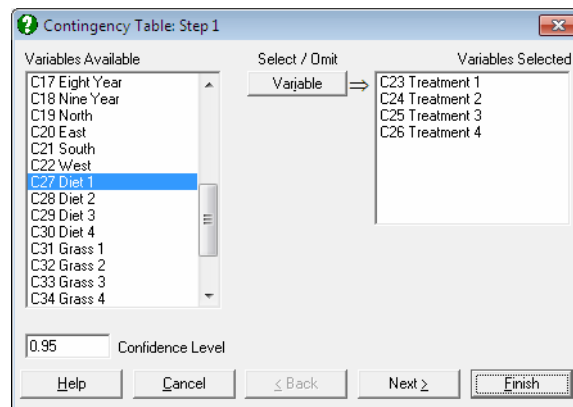 Contingency Table: Step 1
Variables Available
Select / Omit
Variables Selected
C17 Eight Year
C18 Nine Year
C19 North
C20 East
C21 South
C22 West
C27 Diet 1
C28 Diet 2
C29 Diet 3
C30 Diet 4
C31 Grass 1
C32 Grass 2
C33 Grass 3
C34 Grass 4
Variable
C23 Treatment 1
C24 Treatment 2
C25 Treatment 3
C26 Treatment 4
0.95 Confidence Level
Help Cancel < Back Next > Finish